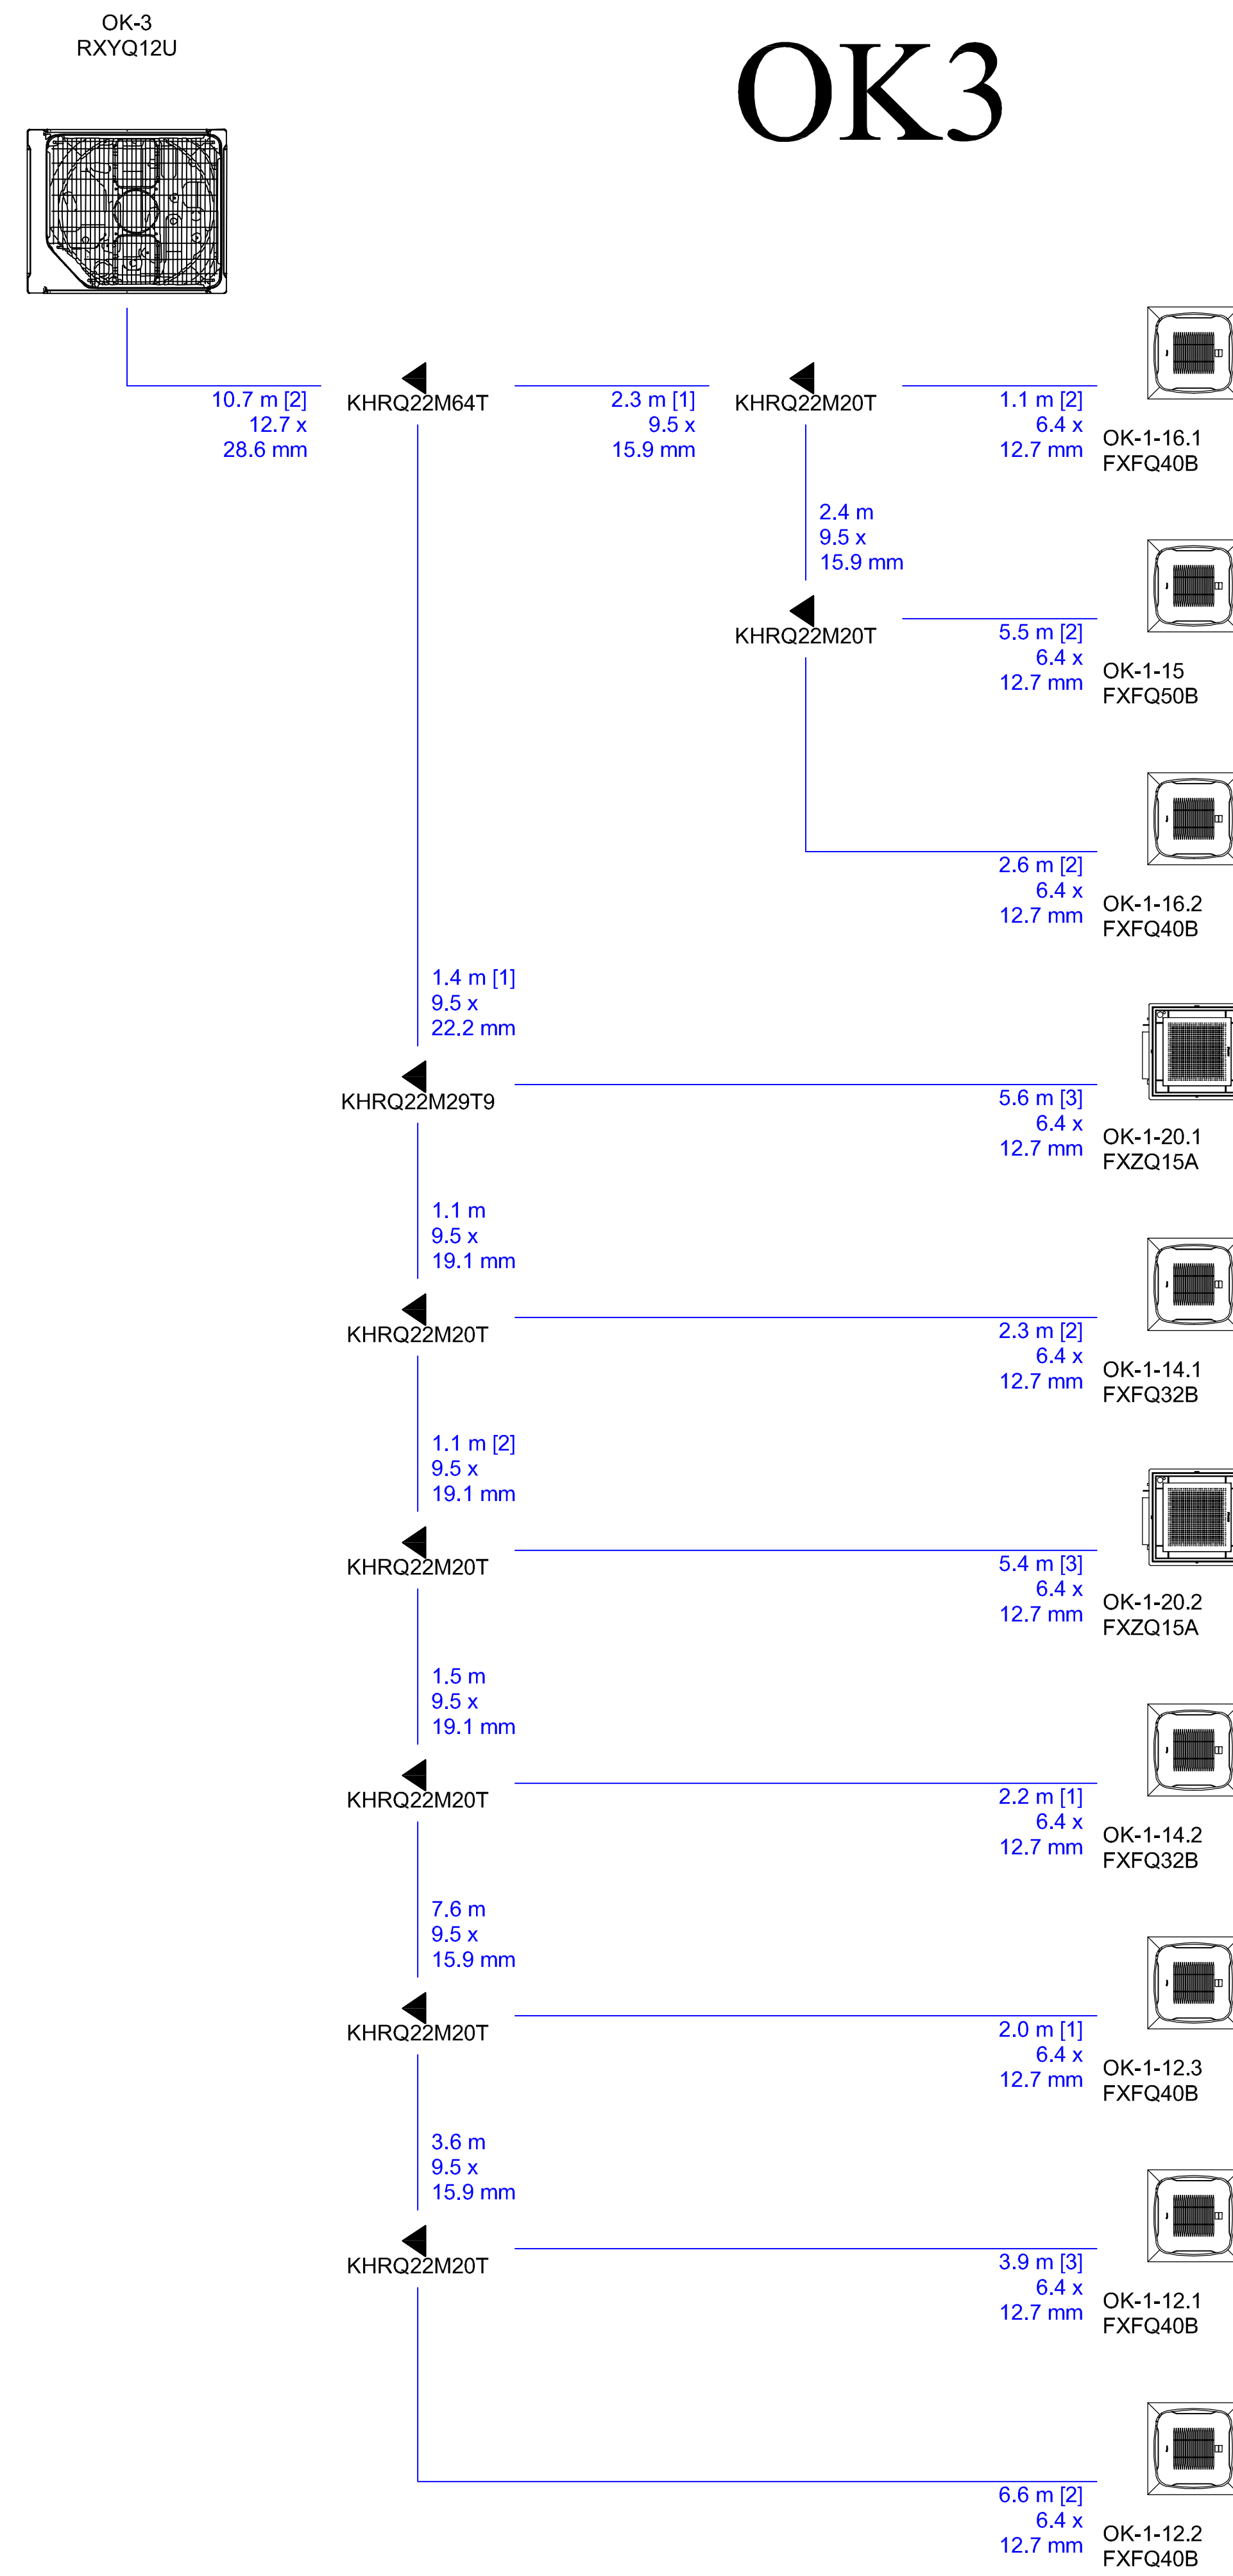 OK-3
RXYQ12U
OK3
10.7 m [2]
12.7 x
28.6 mm
KHRQ22M64T
2.3 m [1]
9.5 x
15.9 mm
KHRQ22M20T
1.1 m [2]
6.4 x
12.7 mm
OK-1-16.1
FXFQ40B
2.4 m
9.5 x
15.9 mm
KHRQ22M20T
5.5 m [2]
6.4 x
12.7 mm
OK-1-15
FXFQ50B
2.6 m [2]
6.4 x
12.7 mm
OK-1-16.2
FXFQ40B
1.4 m [1]
9.5 x
22.2 mm
KHRQ22M29T9
5.6 m [3]
6.4 x
12.7 mm
OK-1-20.1
FXZQ15A
1.1 m
9.5 x
19.1 mm
KHRQ22M20T
2.3 m [2]
6.4 x
12.7 mm
OK-1-14.1
FXFQ32B
1.1 m [2]
9.5 x
19.1 mm
KHRQ22M20T
5.4 m [3]
6.4 x
12.7 mm
OK-1-20.2
FXZQ15A
1.5 m
9.5 x
19.1 mm
KHRQ22M20T
2.2 m [1]
6.4 x
12.7 mm
OK-1-14.2
FXFQ32B
7.6 m
9.5 x
15.9 mm
KHRQ22M20T
2.0 m [1]
6.4 x
12.7 mm
OK-1-12.3
FXFQ40B
3.6 m
9.5 x
15.9 mm
KHRQ22M20T
3.9 m [3]
6.4 x
12.7 mm
OK-1-12.1
FXFQ40B
6.6 m [2]
6.4 x
12.7 mm
OK-1-12.2
FXFQ40B